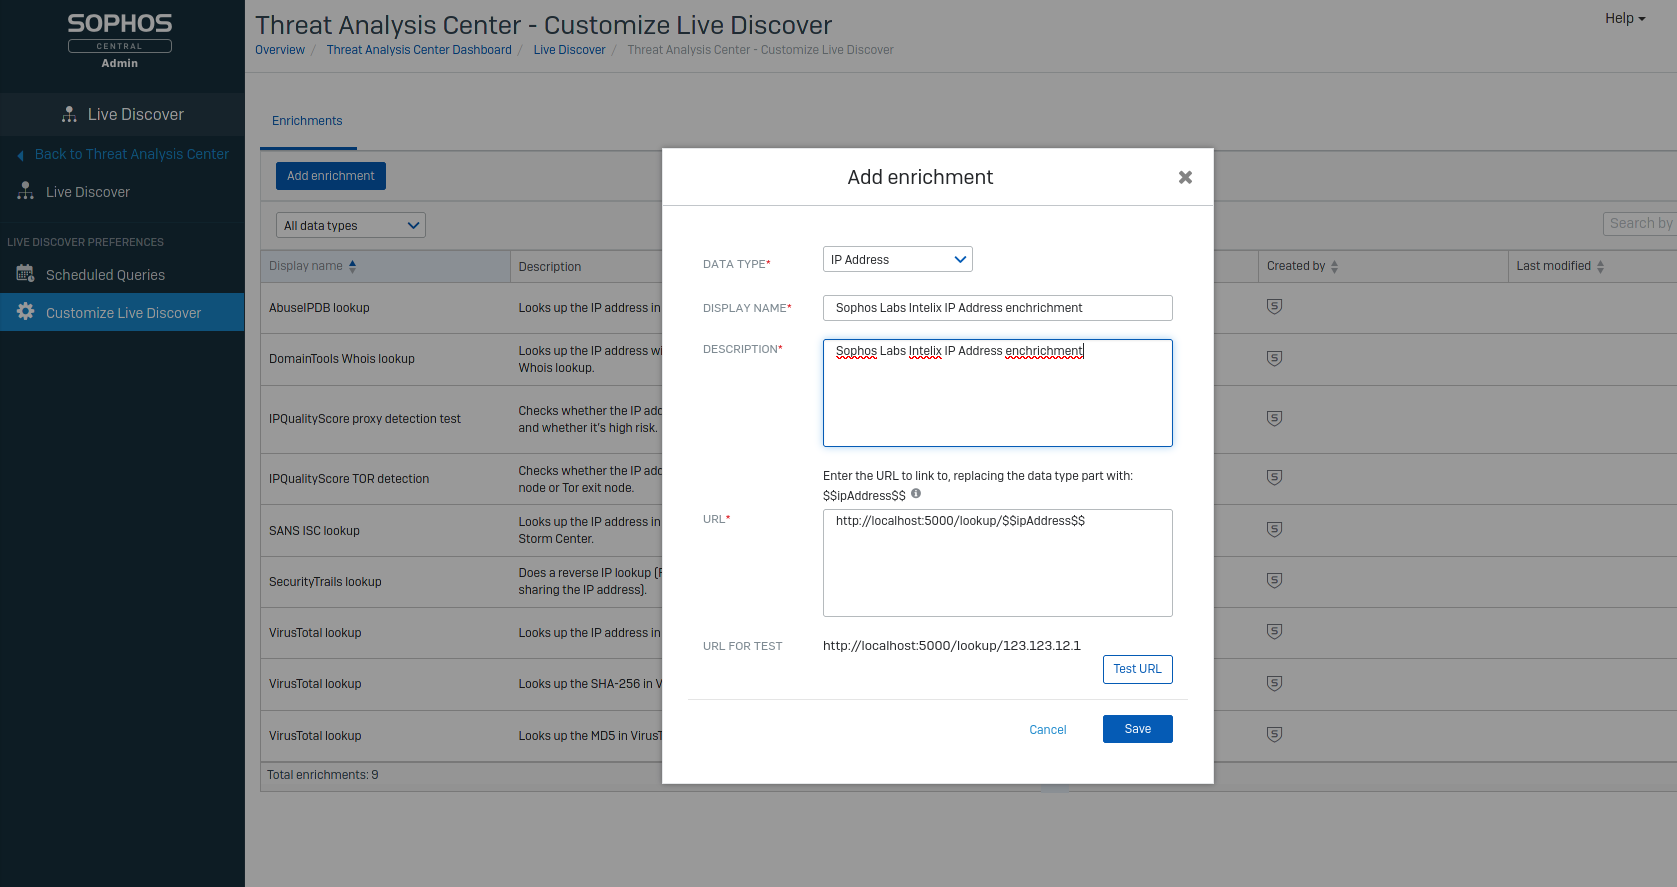 SOPHOS
CENTRAL
Admin
Live Discover
Back to Threat Analysis Center
Live Discover
LIVE DISCOVER PREFERENCES
Scheduled Queries
Customize Live Discover
Threat Analysis Center - Customize Live Discover
Overview / Threat Analysis Center Dashboard / Live Discover / Threat Analysis Center - Customize Live Discover
Help
Enrichments
Add enrichment
All data types
Search by
Display name Description Created by Last modified
AbuseIPDB lookup Looks up the IP address in
DomainTools Whois lookup Looks up the IP address wi
Whois lookup.
IPQualityScore proxy detection test Checks whether the IP add
and whether it's high risk.
IPQualityScore TOR detection Checks whether the IP add
node or Tor exit node.
SANS ISC lookup Looks up the IP address in
Storm Center.
SecurityTrails lookup Does a reverse IP lookup (F
sharing the IP address).
VirusTotal lookup Looks up the IP address in
VirusTotal lookup Looks up the SHA-256 in V
VirusTotal lookup Looks up the MD5 in VirusT
Total enrichments: 9
Add enrichment
DATA TYPE* IP Address
DISPLAY NAME* Sophos Labs Intelix IP Address enchrichment
DESCRIPTION* Sophos Labs Intelix IP Address enchrichment
Enter the URL to link to, replacing the data type part with:
$$ipAddress$$
URL* http://localhost:5000/lookup/$$ipAddress$$
URL FOR TEST http://localhost:5000/lookup/123.123.12.1
Test URL
Cancel Save